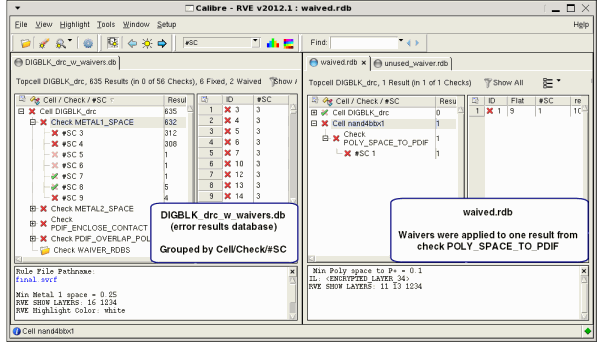 Calibre - RVE v2012.1 : waived.rdb
File View Highlight Tools Window Setup Help
#SC Find:
DIGBLK_drc_w_waivers.db
Topcell DIGBLK_drc, 635 Results (in 0 of 56 Checks), 6 Fixed, 2 Waived Show /
Cell / Check / #SC Resul
Cell DIGBLK_drc 635
Check METAL1_SPACE 632
#SC 3 312
#SC 4 308
#SC 5 1
#SC 6 1
#SC 7 1
#SC 8 5
#SC 9 4
Check METAL2_SPACE
Check
PDIF_ENCLOSE_CONTACT
Check PDIF_OVERLAP_POL
Check WAIVER_RDBS
ID #SC
1 3 3
2 4 3
3 5 3
4 6 3
5 7 3
6 10 3
7 12 3
8 13 3
9 14 3
DIGBLK_drc_w_waivers.db
(error results database)
Grouped by Cell/Check/#SC
Rule File Pathname:
final.svrf
Min Metal 1 space = 0.25
RVE SHOW LAYERS: 16 1234
RVE Highlight Color: white
waived.rdb
unused_waiver.rdb
Topcell DIGBLK_drc, 1 Result (in 1 of 1 Checks) Show All
Cell / Check / #SC Resu
Cell DIGBLK_drc 0
Cell nand4bbx1 1
Check
POLY_SPACE_TO_PDIF 1
#SC 1 1
ID Flat #SC re
1 1 9 1
waived.rdb
Waivers were applied to one result from
check POLY_SPACE_TO_PDIF
Min Poly space to P+ = 0.1
IL: <ENCRYPTED LAYER 34>
RVE SHOW LAYERS: 11 13 1234
Cell nand4bbx1